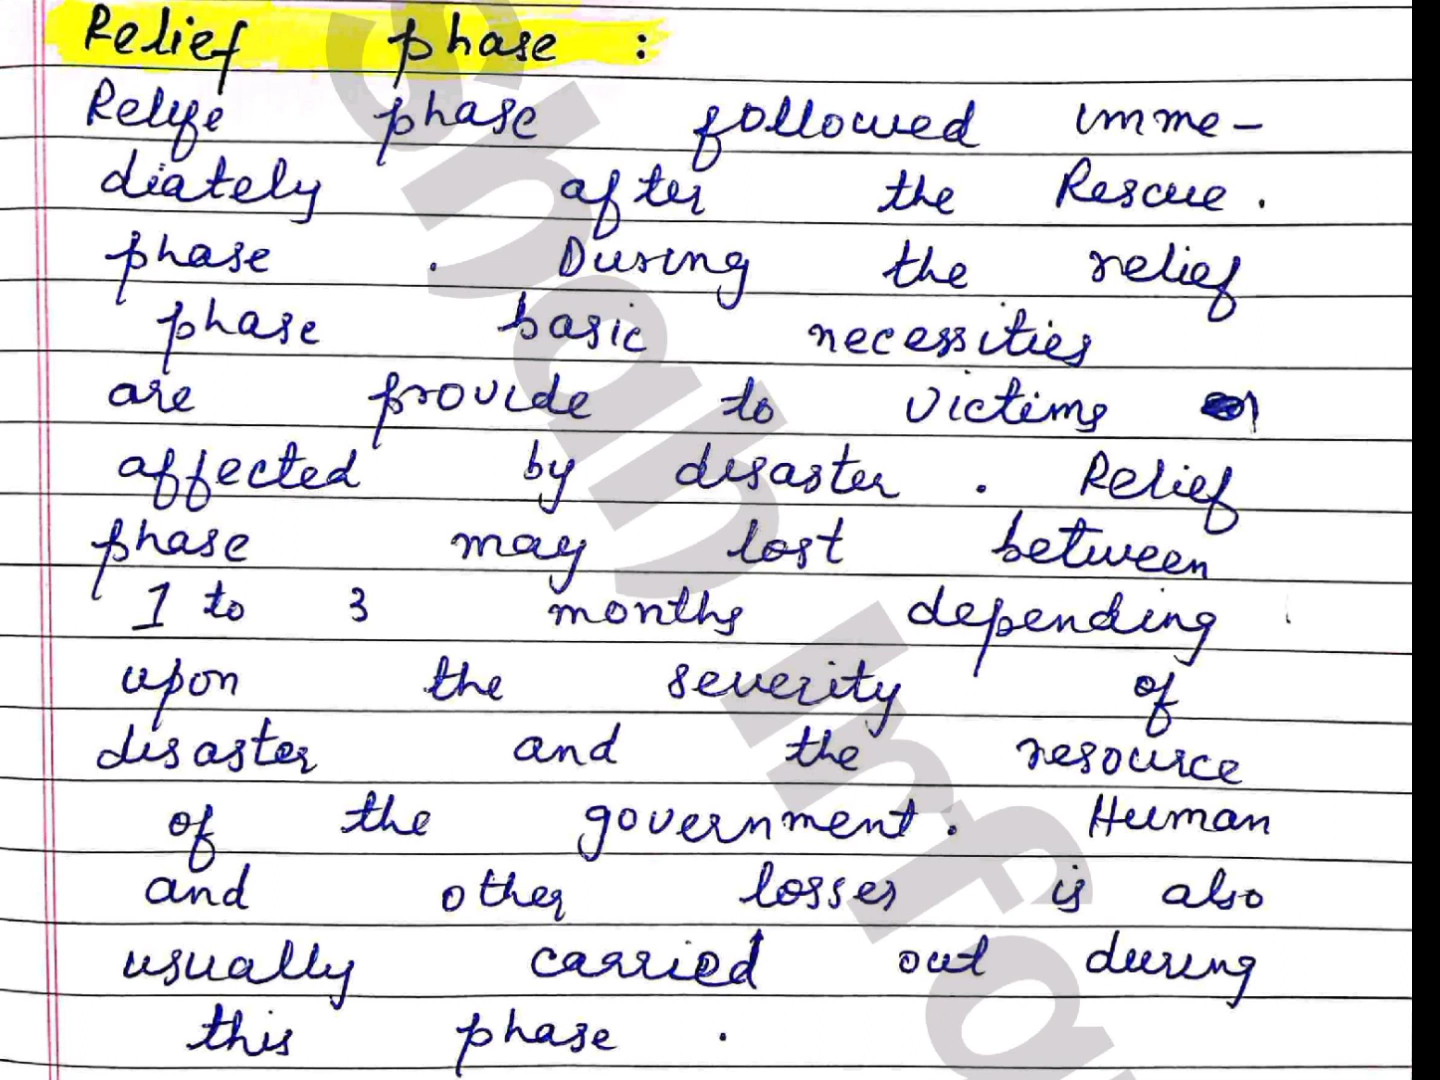 Relief phase :
Relife phase followed imme-
diately after the Rescue.
phase . During the relief
phase basic necessities
are provide to victims
affected by disaster . Relief
phase may lost between
1 to 3 months depending
upon the severity of
disaster and the resource
of the government. Human
and other losses is also
usually carried out during
this phase .